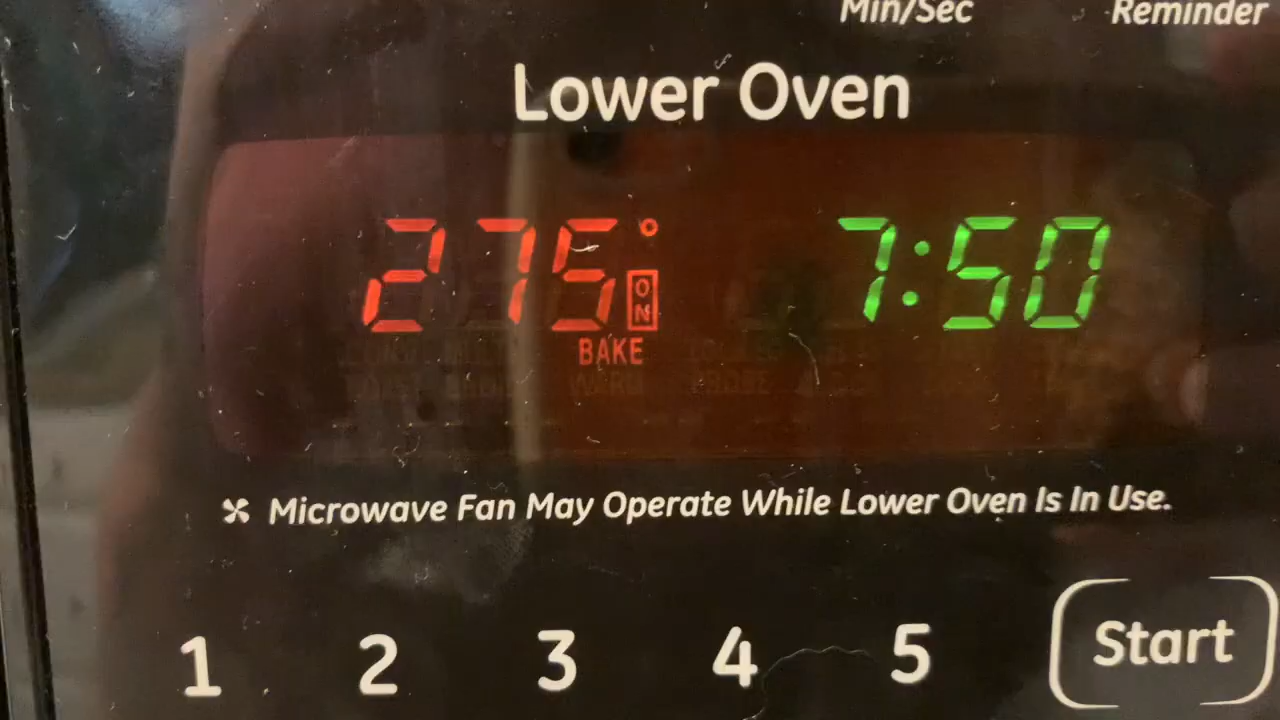 Min/Sec Reminder
Lower Oven
275° ON 7:50
BAKE
Microwave Fan May Operate While Lower Oven Is In Use.
1 2 3 4 5 Start